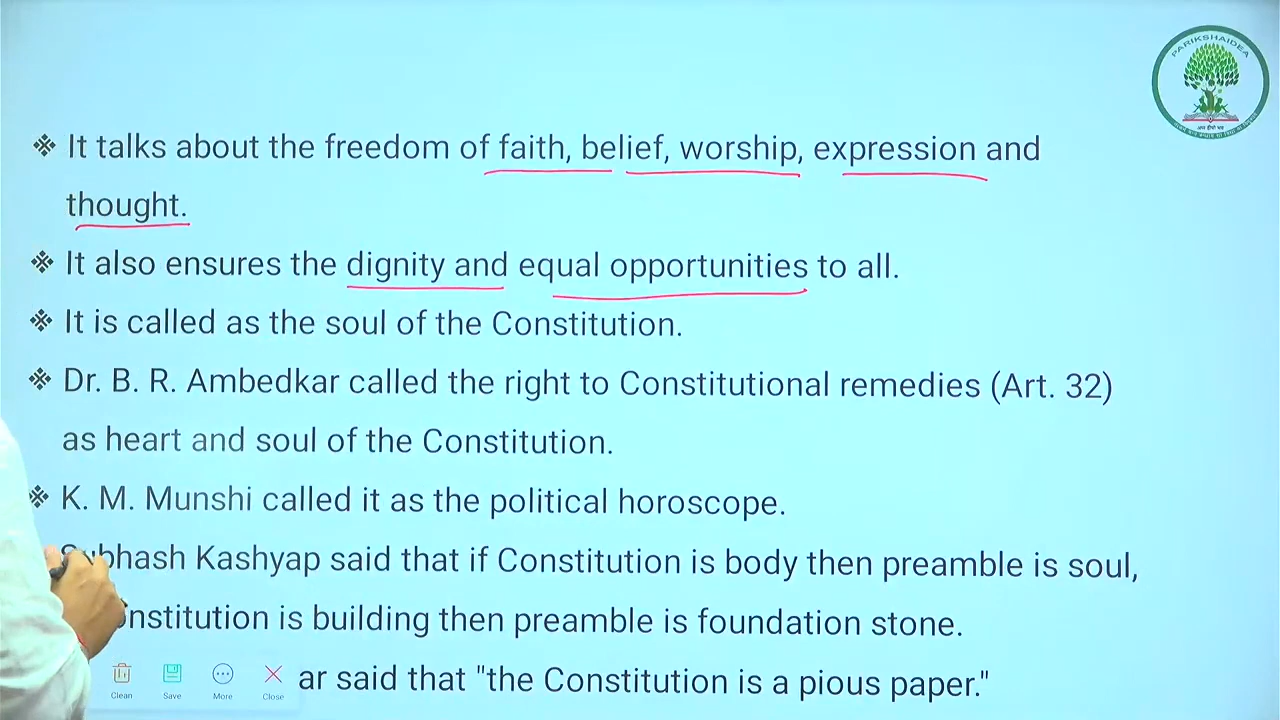 PARIKSHAIDEA
It talks about the freedom of faith, belief, worship, expression and
thought.
It also ensures the dignity and equal opportunities to all.
It is called as the soul of the Constitution.
Dr. B. R. Ambedkar called the right to Constitutional remedies (Art. 32)
as heart and soul of the Constitution.
K. M. Munshi called it as the political horoscope.
Subhash Kashyap said that if Constitution is body then preamble is soul,
nstitution is building then preamble is foundation stone.
ar said that "the Constitution is a pious paper."
Clean Save More Close